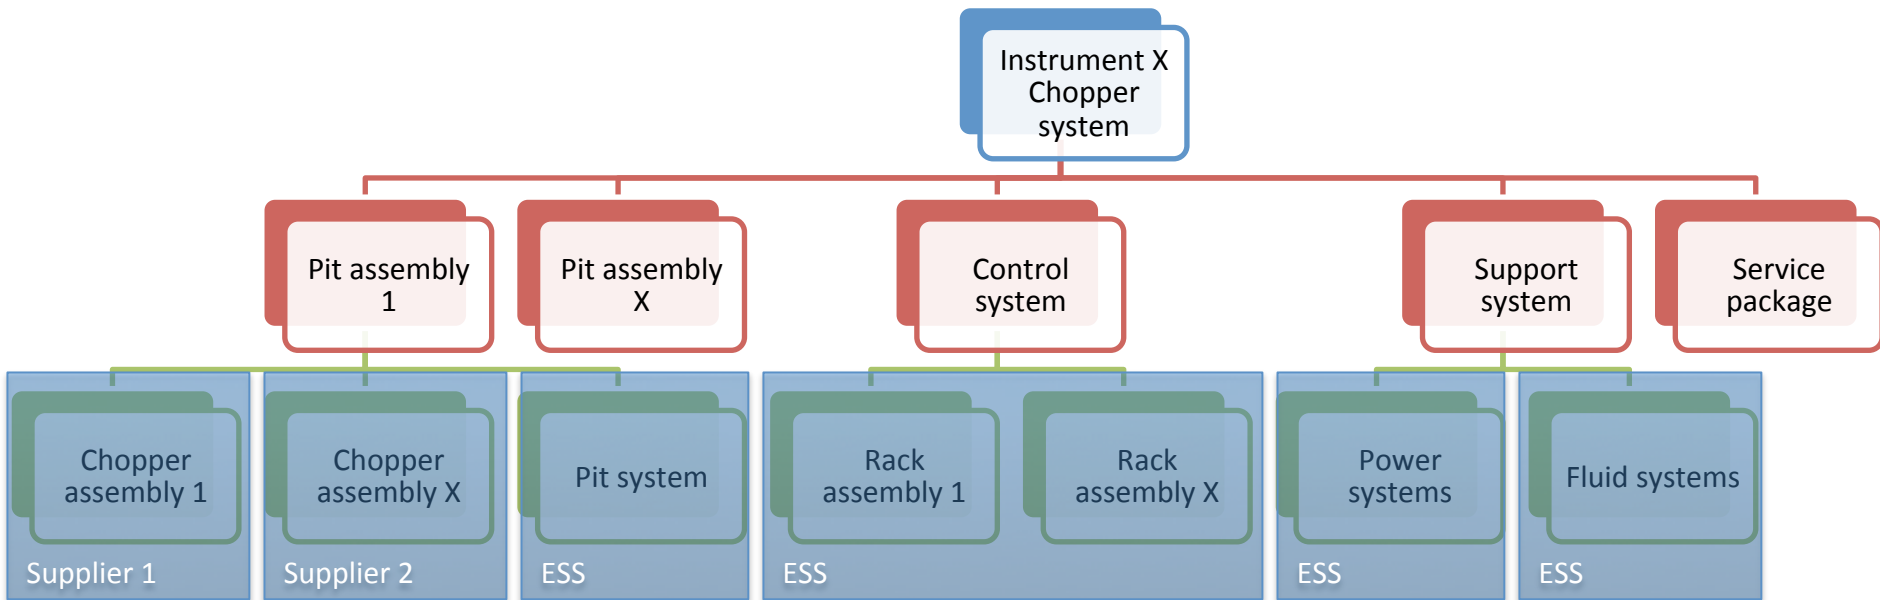 Instrument X
Chopper
system
Pit assembly
1
Pit assembly
X
Control
system
Support
system
Service
package
Chopper
assembly 1
Chopper
assembly X
Pit system
Rack
assembly 1
Rack
assembly X
Power
systems
Fluid systems
Supplier 1
Supplier 2
ESS
ESS
ESS
ESS